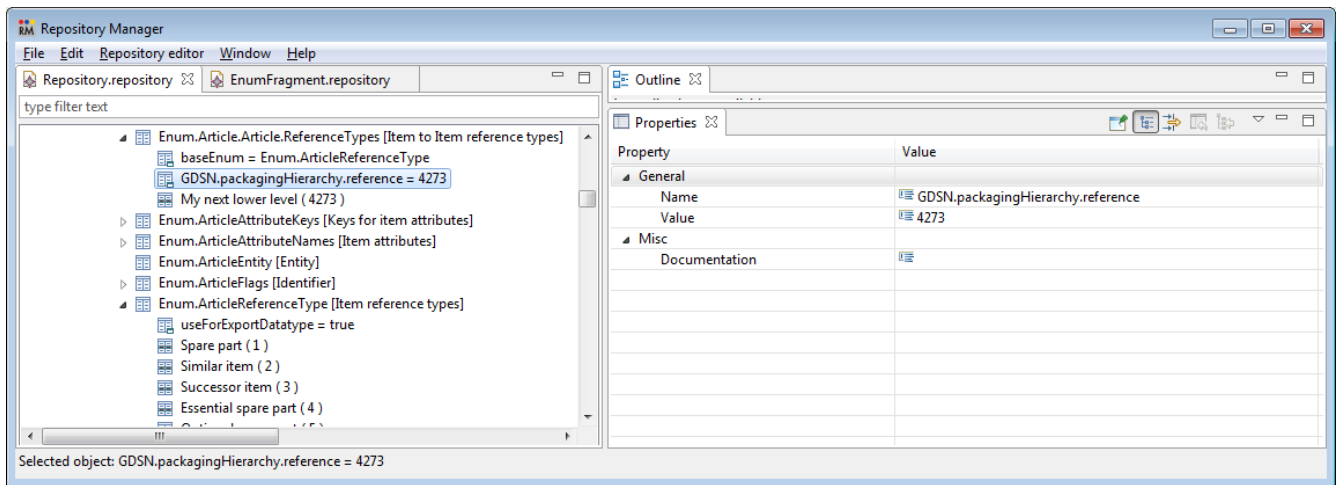 RM Repository Manager
File Edit Repository editor Window Help
Repository.repository EnumFragment.repository
type filter text
Enum.Article.Article.ReferenceTypes [Item to Item reference types]
baseEnum = Enum.ArticleReferenceType
GDSN.packagingHierarchy.reference = 4273
My next lower level ( 4273 )
Enum.ArticleAttributeKeys [Keys for item attributes]
Enum.ArticleAttributeNames [Item attributes]
Enum.ArticleEntity [Entity]
Enum.ArticleFlags [Identifier]
Enum.ArticleReferenceType [Item reference types]
useForExportDatatype = true
Spare part ( 1 )
Similar item ( 2 )
Successor item ( 3 )
Essential spare part ( 4 )
Outline
Properties
Property Value
General
Name GDSN.packagingHierarchy.reference
Value 4273
Misc
Documentation
Selected object: GDSN.packagingHierarchy.reference = 4273